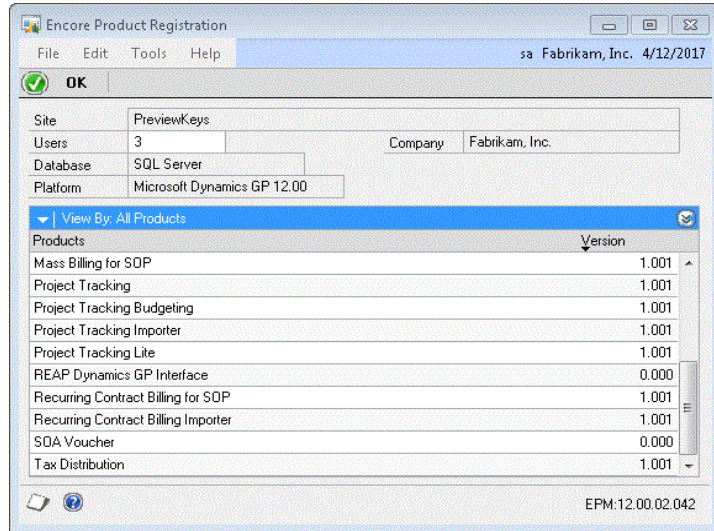 Encore Product Registration
File Edit Tools Help sa Fabrikam, Inc. 4/12/2017
OK
Site PreviewKeys
Users 3 Company Fabrikam, Inc.
Database SQL Server
Platform Microsoft Dynamics GP 12.00
View By: All Products
Products Version
Mass Billing for SOP 1.001
Project Tracking 1.001
Project Tracking Budgeting 1.001
Project Tracking Importer 1.001
Project Tracking Lite 1.001
REAP Dynamics GP Interface 0.000
Recurring Contract Billing for SOP 1.001
Recurring Contract Billing Importer 1.001
SOA Voucher 0.000
Tax Distribution 1.001
EPM:12.00.02.042